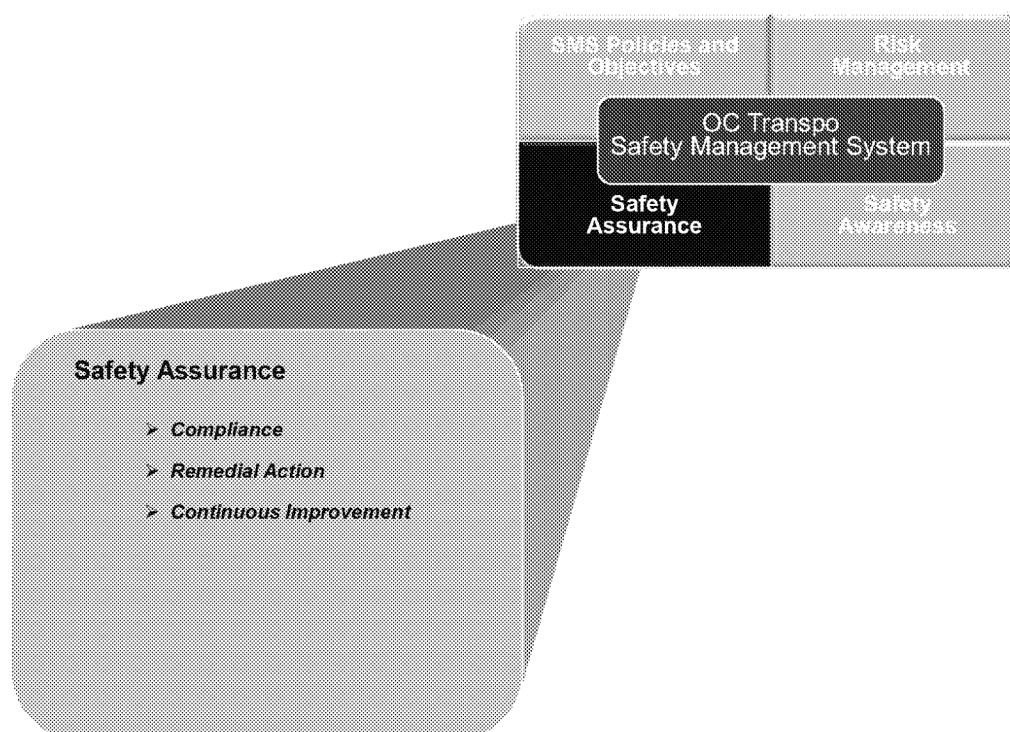 SMS Policies and
Objectives
Risk
Management
OC Transpo
Safety Management System
Safety
Assurance
Safety
Awareness
Safety Assurance
➢ Compliance
➢ Remedial Action
➢ Continuous Improvement